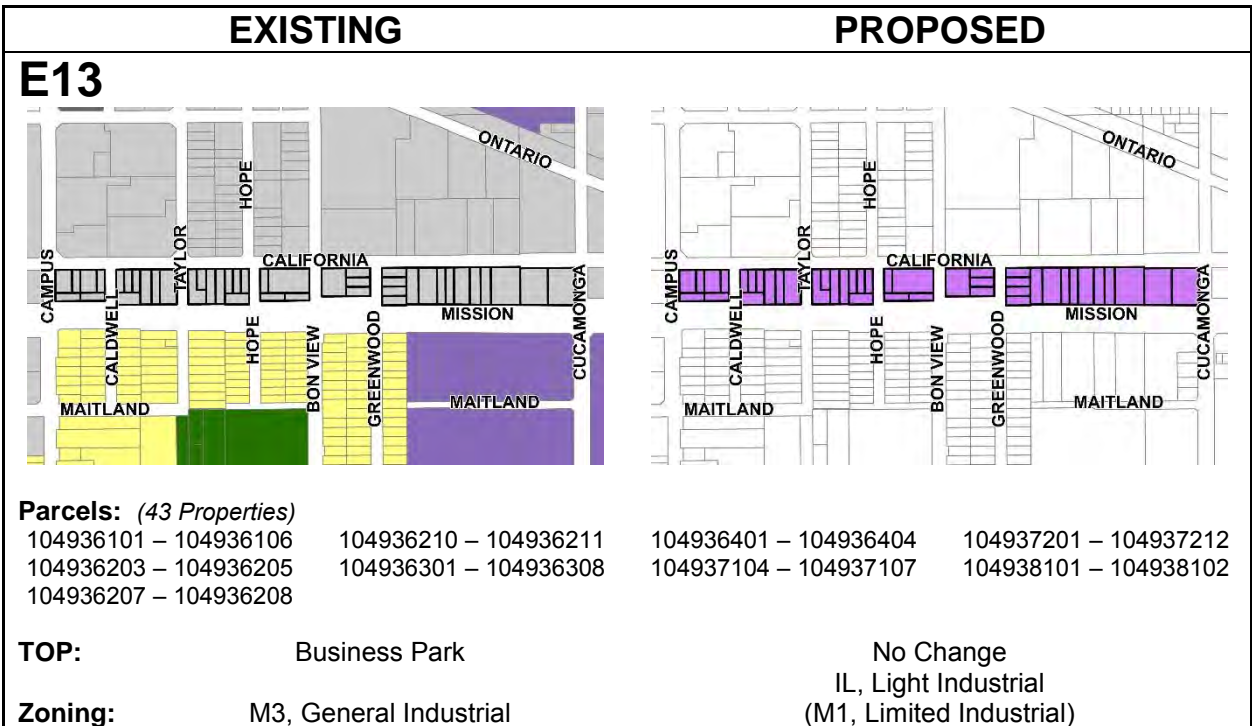 EXISTING PROPOSED
E13
ONTARIO
HOPE
TAYLOR
CAMPUS
CALIFORNIA
CALDWELL
MISSION
CUCAMONGA
HOPE
BON VIEW
GREENWOOD
MAITLAND
MAITLAND
ONTARIO
HOPE
TAYLOR
CAMPUS
CALIFORNIA
CALDWELL
MISSION
CUCAMONGA
HOPE
BON VIEW
GREENWOOD
MAITLAND
MAITLAND
Parcels: (43 Properties)
104936101 – 104936106 104936210 – 104936211 104936401 – 104936404 104937201 – 104937212
104936203 – 104936205 104936301 – 104936308 104937104 – 104937107 104938101 – 104938102
104936207 – 104936208
TOP: Business Park No Change
IL, Light Industrial
Zoning: M3, General Industrial (M1, Limited Industrial)